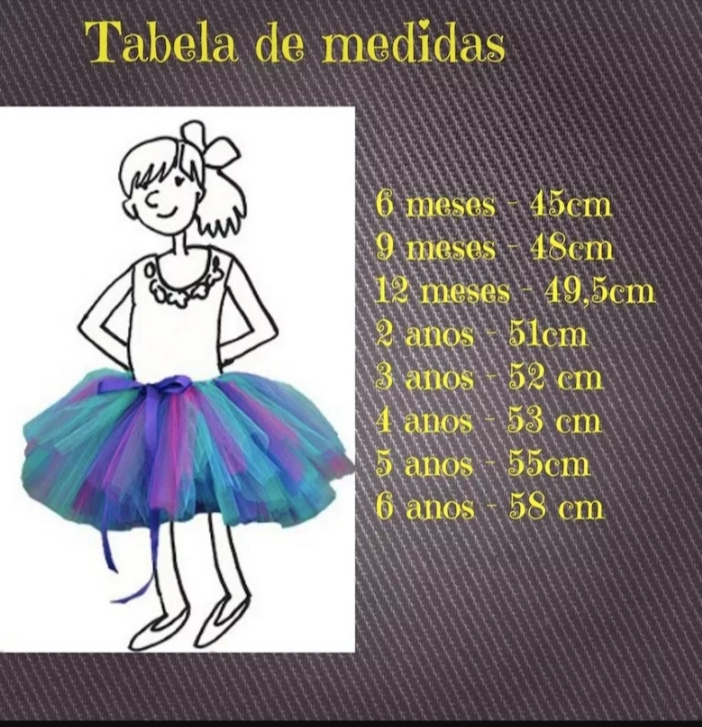 Tabela de medidas
6 meses - 45cm
9 meses - 48cm
12 meses - 49,5cm
2 anos - 51cm
3 anos - 52 cm
4 anos - 53 cm
5 anos - 55cm
6 anos - 58 cm